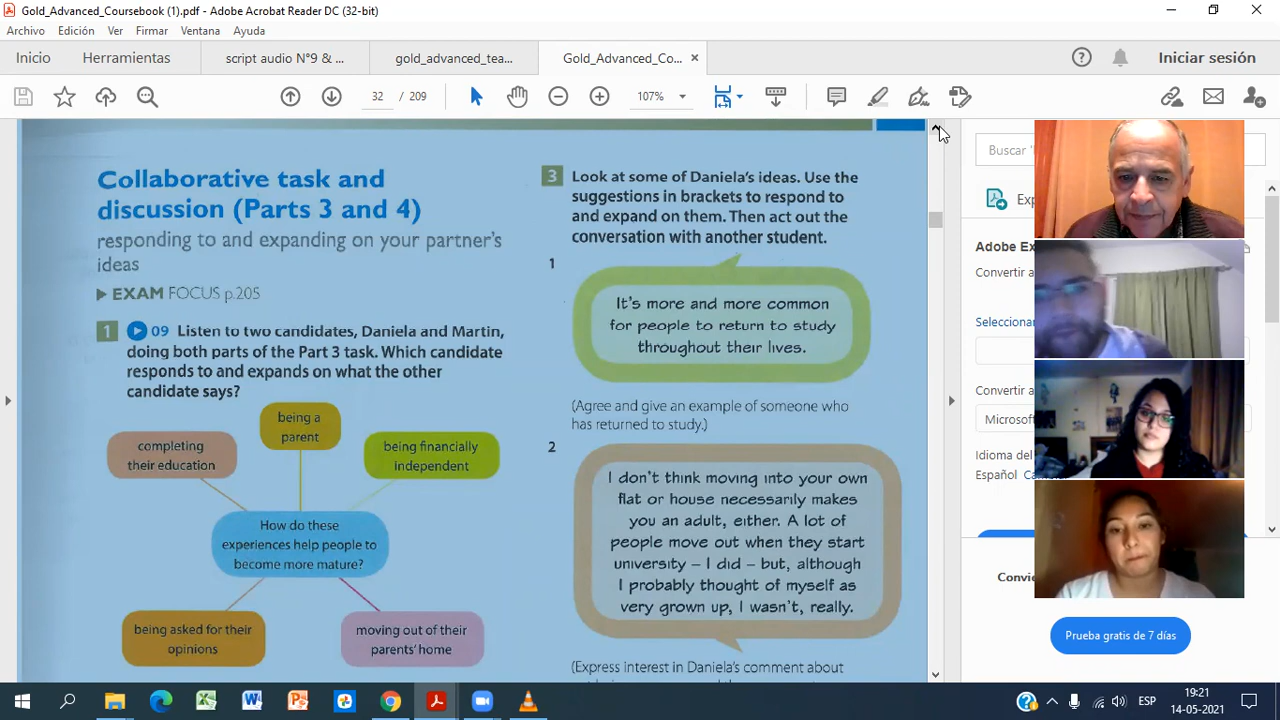 Gold_Advanced_Coursebook (1).pdf - Adobe Acrobat Reader DC (32-bit)
Archivo Edición Ver Firmar Ventana Ayuda
Inicio Herramientas script audio N°9 & ... gold_advanced_tea... Gold_Advanced_Co... × Iniciar sesión
32 / 209 107%
Collaborative task and
discussion (Parts 3 and 4)
responding to and expanding on your partner's
ideas
EXAM FOCUS p.205
1 09 Listen to two candidates, Daniela and Martin,
doing both parts of the Part 3 task. Which candidate
responds to and expands on what the other
candidate says?
being a
parent
completing
their education
being financially
independent
How do these
experiences help people to
become more mature?
being asked for their
opinions
moving out of their
parents' home
3 Look at some of Daniela's ideas. Use the
suggestions in brackets to respond to
and expand on them. Then act out the
conversation with another student.
1
It's more and more common
for people to return to study
throughout their lives.
(Agree and give an example of someone who
has returned to study.)
2
I don't think moving into your own
flat or house necessarily makes
you an adult, either. A lot of
people move out when they start
university – I did – but, although
I probably thought of myself as
very grown up, I wasn't, really.
(Express interest in Daniela's comment about
Buscar
Exp
Adobe Ex
Convertir a
Seleccionar
Convertir a
Microsof
Idioma del
Español
Convi
Prueba gratis de 7 días
ESP
19:21
14-05-2021